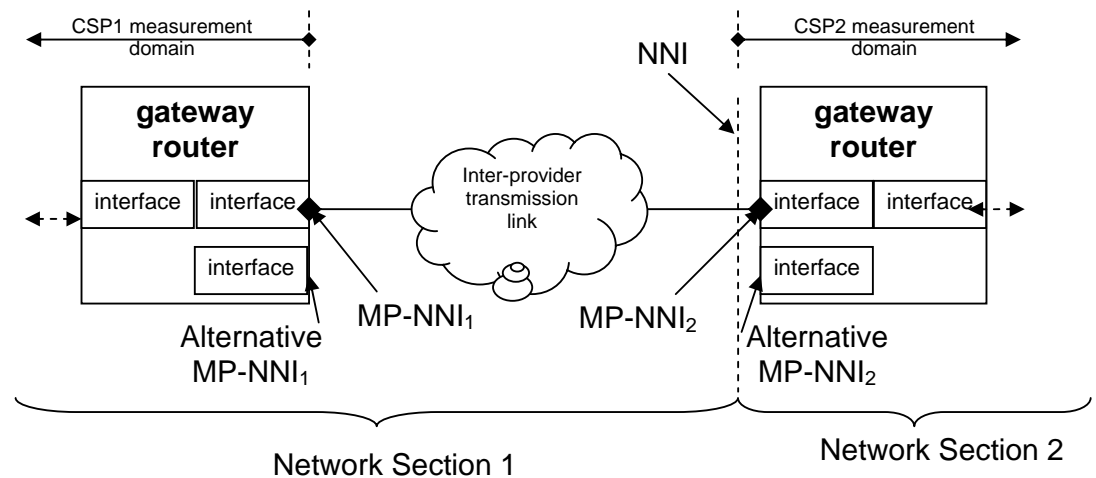 CSP1 measurement
domain
CSP2 measurement
domain
NNI
gateway
router
gateway
router
Inter-provider
transmission
link
interface
interface
interface
interface
interface
interface
MP-NNI₁
MP-NNI₂
Alternative
MP-NNI₁
Alternative
MP-NNI₂
Network Section 1
Network Section 2